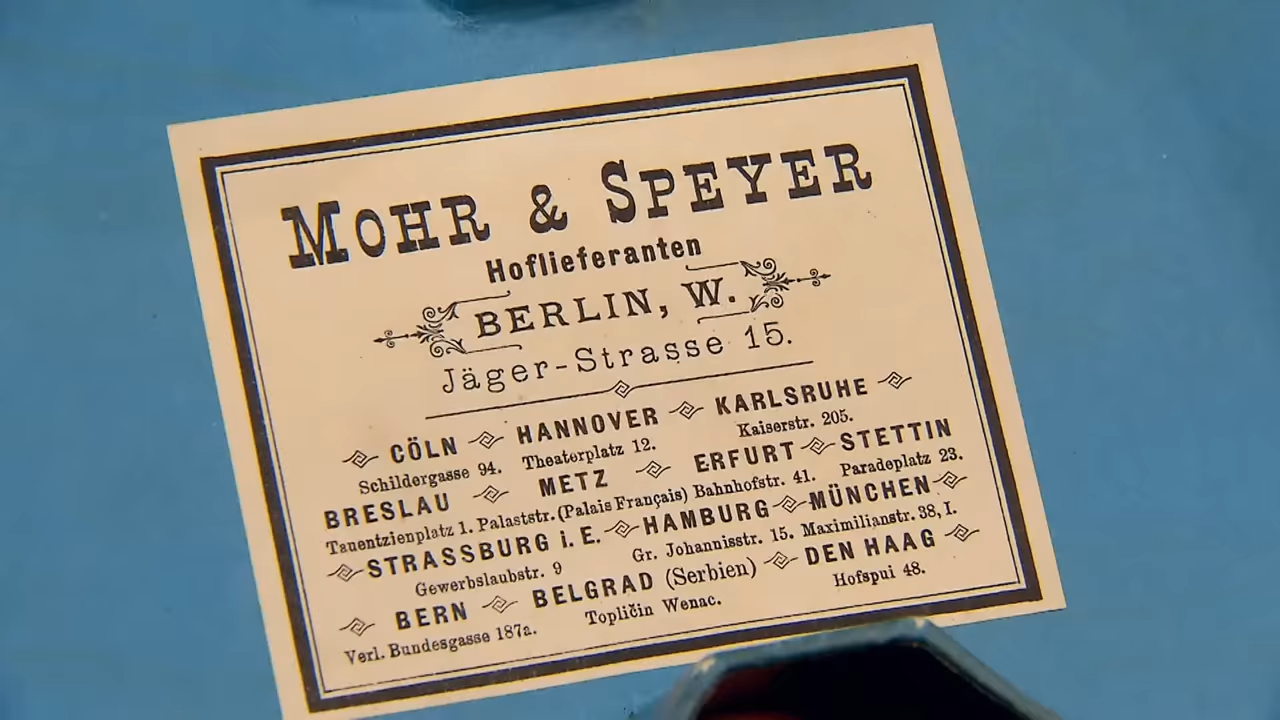 MOHR & SPEYER
Hoflieferanten
BERLIN, W.
Jäger-Strasse 15.
CÖLN HANNOVER KARLSRUHE
Schildergasse 94. Theaterplatz 12. Kaiserstr. 205.
BRESLAU METZ ERFURT STETTIN
Tauentzienplatz 1. Palaststr. (Palais Français) Bahnhofstr. 41. Paradeplatz 23.
STRASSBURG i. E. HAMBURG MÜNCHEN
Gewerbslaubstr. 9 Gr. Johannisstr. 15. Maximilianstr. 38, I.
BERN BELGRAD (Serbien) DEN HAAG
Verl. Bundesgasse 187a. Topličin Wenac. Hofspui 48.